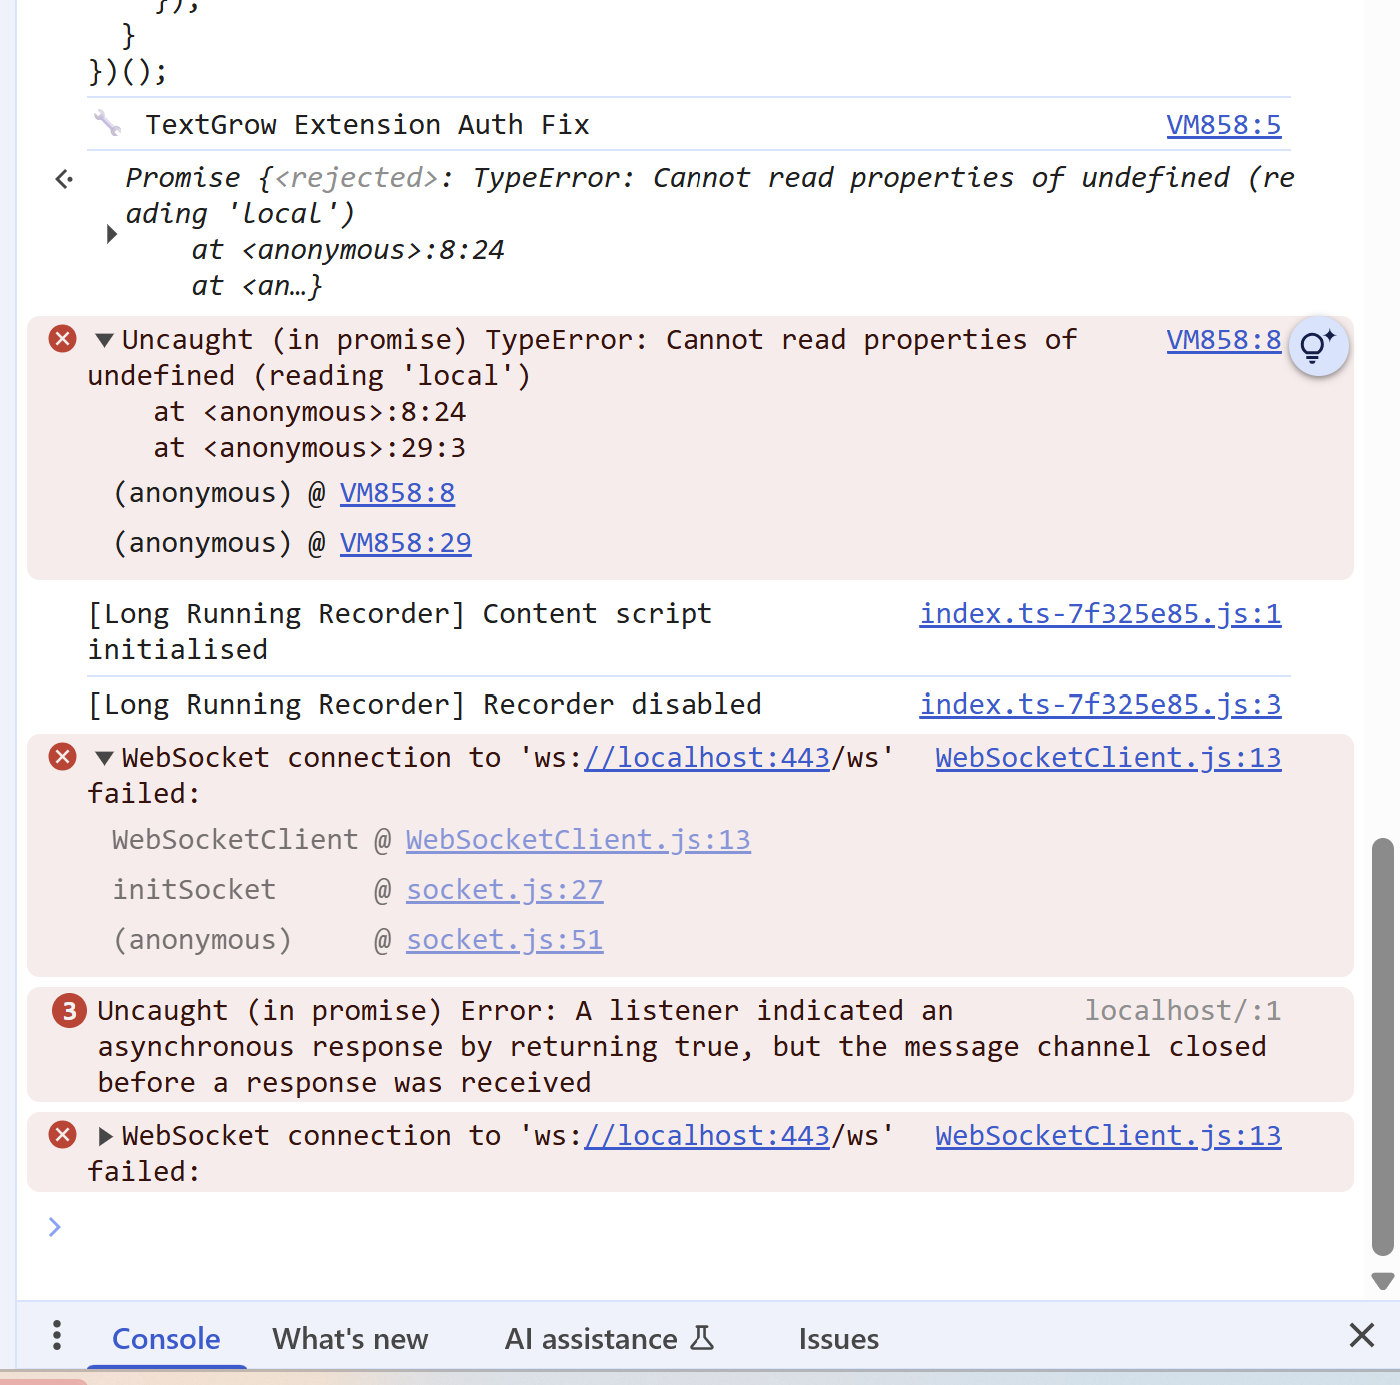 });
}
})();
TextGrow Extension Auth Fix VM858:5
Promise {<rejected>: TypeError: Cannot read properties of undefined (re
ading 'local')
at <anonymous>:8:24
at <an…}
Uncaught (in promise) TypeError: Cannot read properties of VM858:8
undefined (reading 'local')
at <anonymous>:8:24
at <anonymous>:29:3
(anonymous) @ VM858:8
(anonymous) @ VM858:29
[Long Running Recorder] Content script index.ts-7f325e85.js:1
initialised
[Long Running Recorder] Recorder disabled index.ts-7f325e85.js:3
WebSocket connection to 'ws://localhost:443/ws' WebSocketClient.js:13
failed:
WebSocketClient @ WebSocketClient.js:13
initSocket @ socket.js:27
(anonymous) @ socket.js:51
3 Uncaught (in promise) Error: A listener indicated an localhost/:1
asynchronous response by returning true, but the message channel closed
before a response was received
WebSocket connection to 'ws://localhost:443/ws' WebSocketClient.js:13
failed:
Console What's new AI assistance Issues